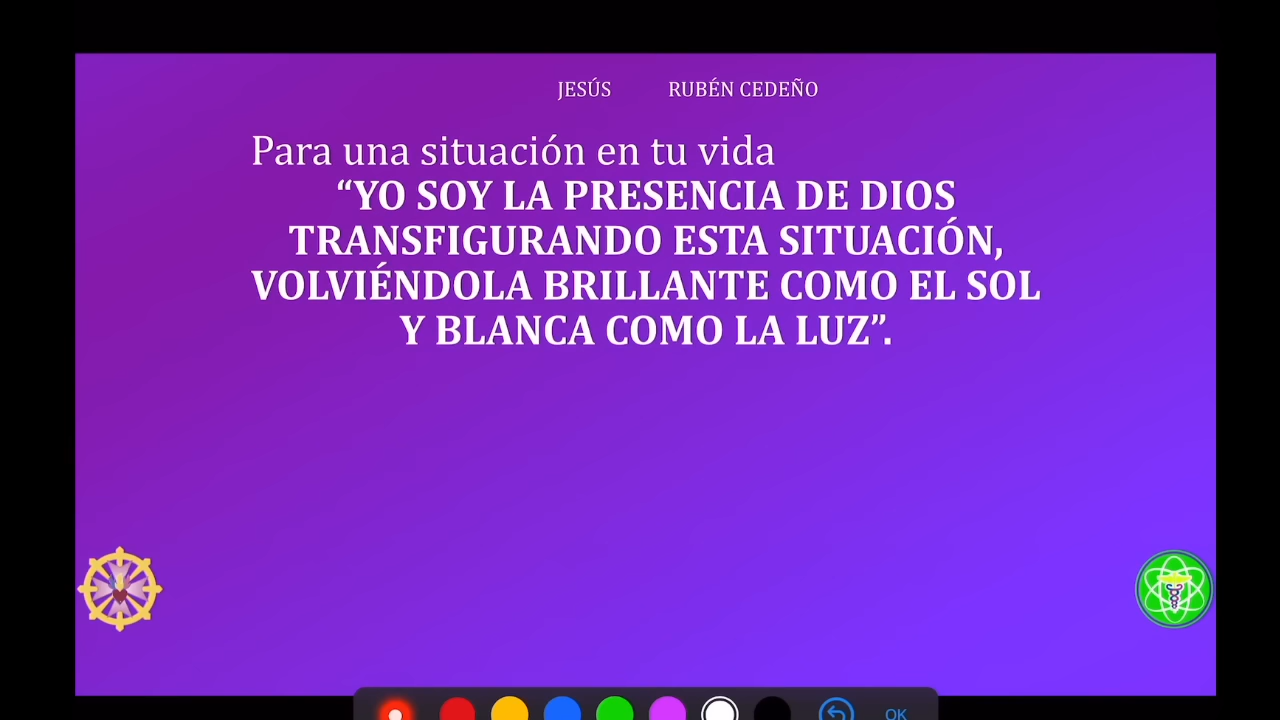 JESÚS RUBÉN CEDEÑO
Para una situación en tu vida
“YO SOY LA PRESENCIA DE DIOS
TRANSFIGURANDO ESTA SITUACIÓN,
VOLVIÉNDOLA BRILLANTE COMO EL SOL
Y BLANCA COMO LA LUZ”.
OK